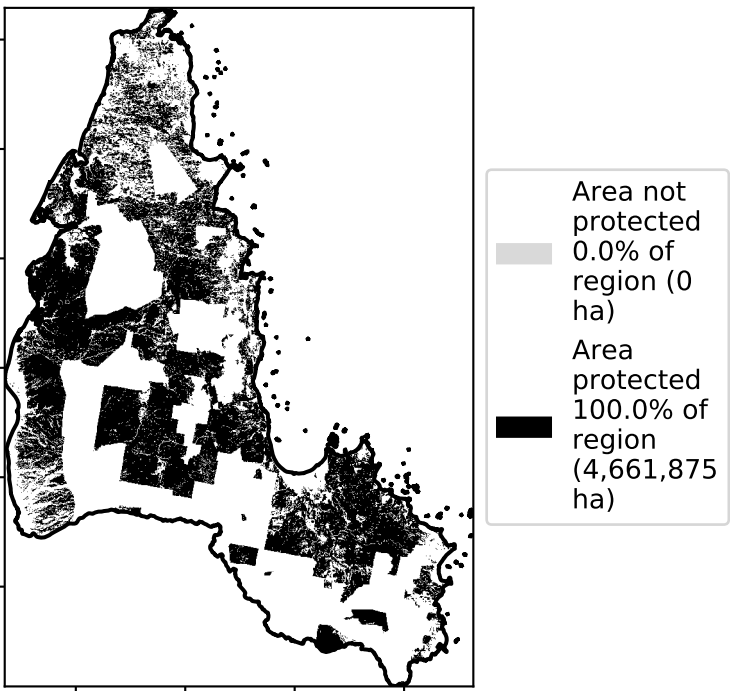 Area not
protected
0.0% of
region (0
ha)
Area
protected
100.0% of
region
(4,661,875
ha)